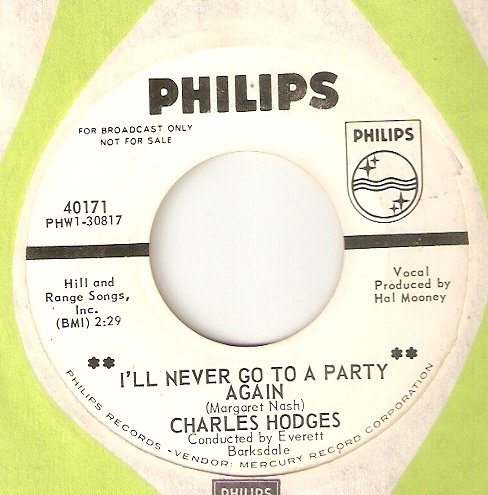 PHILIPS
FOR BROADCAST ONLY
NOT FOR SALE
PHILIPS
40171
PHW1-30817
Hill and
Range Songs,
Inc.
(BMI) 2:29
Vocal
Produced by
Hal Mooney
** **
I'LL NEVER GO TO A PARTY
AGAIN
(Margaret Nash)
CHARLES HODGES
Conducted by Everett
Barksdale
PHILIPS RECORDS - VENDOR: MERCURY RECORD CORPORATION
PHILIPS